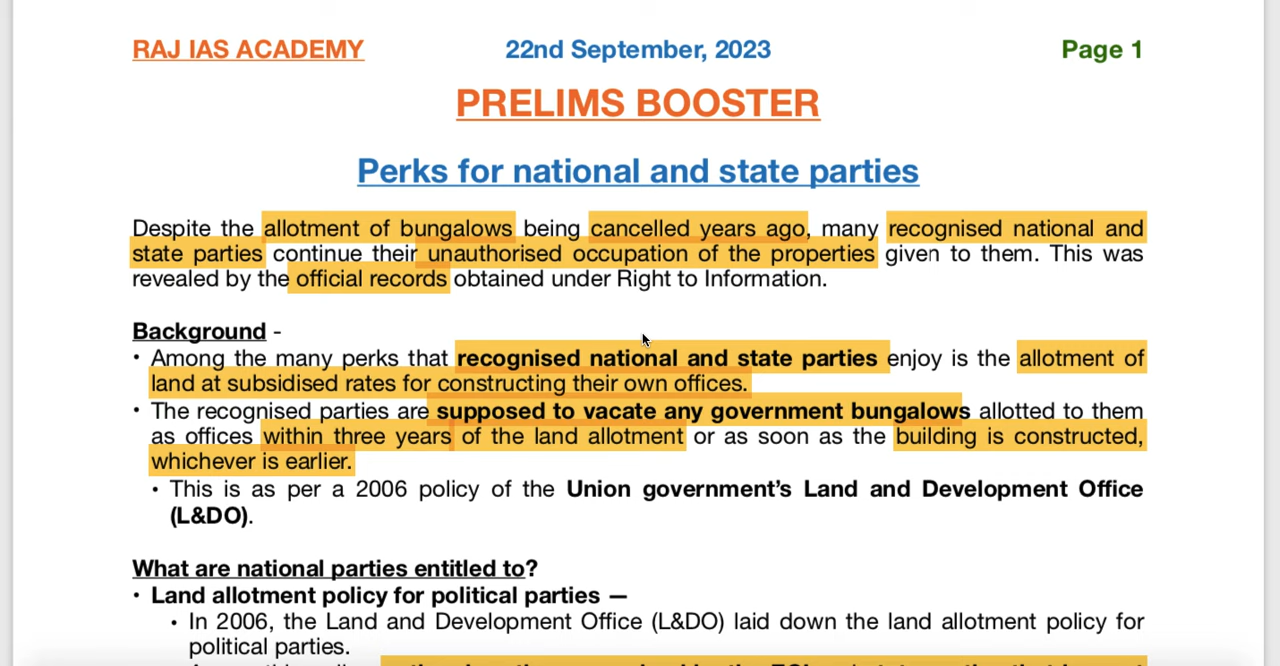 RAJ IAS ACADEMY 22nd September, 2023 Page 1
PRELIMS BOOSTER
Perks for national and state parties
Despite the allotment of bungalows being cancelled years ago, many recognised national and
state parties continue their unauthorised occupation of the properties given to them. This was
revealed by the official records obtained under Right to Information.
Background -
• Among the many perks that recognised national and state parties enjoy is the allotment of
land at subsidised rates for constructing their own offices.
• The recognised parties are supposed to vacate any government bungalows allotted to them
as offices within three years of the land allotment or as soon as the building is constructed,
whichever is earlier.
• This is as per a 2006 policy of the Union government’s Land and Development Office
(L&DO).
What are national parties entitled to?
• Land allotment policy for political parties —
• In 2006, the Land and Development Office (L&DO) laid down the land allotment policy for
political parties.